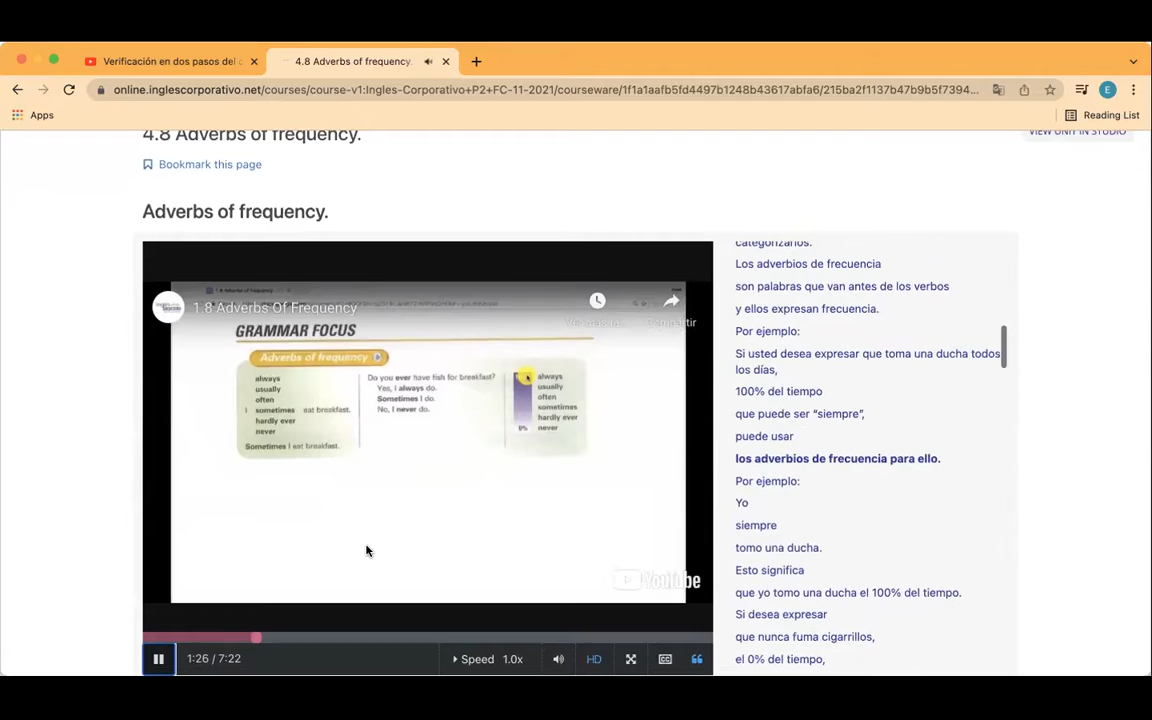 Verificación en dos pasos del
4.8 Adverbs of frequency.
online.inglescorporativo.net/courses/course-v1:Ingles-Corporativo+P2+FC-11-2021/courseware/1f1a1aafb5fd4497b1248b43617abfa6/215ba2f1137b47b9b5f7394...
E
Apps
Reading List
4.8 Adverbs of frequency.
VIEW UNIT IN STUDIO
Bookmark this page
Adverbs of frequency.
1.8 Adverbs Of Frequency
Compartir
GRAMMAR FOCUS
Adverbs of frequency
always
usually
often
I sometimes eat breakfast.
hardly ever
never
Sometimes I eat breakfast.
Do you ever have fish for breakfast?
Yes, I always do.
Sometimes I do.
No, I never do.
always
usually
often
sometimes
hardly ever
0% never
YouTube
1:26 / 7:22
Speed 1.0x
HD
CC
categorizarlos.
Los adverbios de frecuencia
son palabras que van antes de los verbos
y ellos expresan frecuencia.
Por ejemplo:
Si usted desea expresar que toma una ducha todos
los días,
100% del tiempo
que puede ser “siempre”,
puede usar
los adverbios de frecuencia para ello.
Por ejemplo:
Yo
siempre
tomo una ducha.
Esto significa
que yo tomo una ducha el 100% del tiempo.
Si desea expresar
que nunca fuma cigarrillos,
el 0% del tiempo,